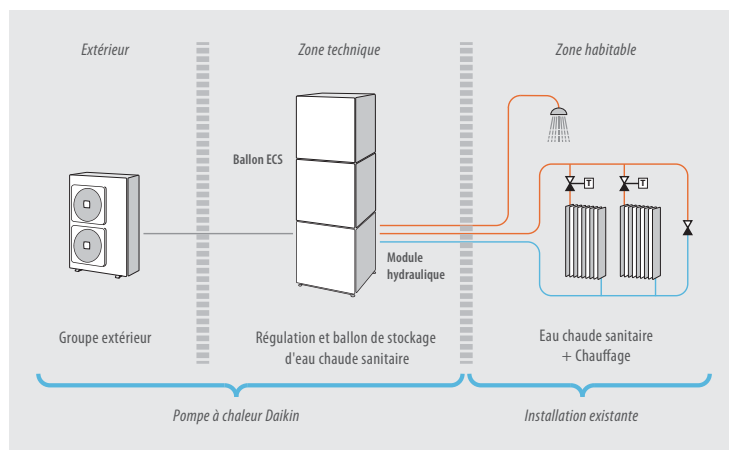 Extérieur
Zone technique
Zone habitable
Ballon ECS
T
T
Module
hydraulique
Groupe extérieur
Régulation et ballon de stockage
d'eau chaude sanitaire
Eau chaude sanitaire
+ Chauffage
Pompe à chaleur Daikin
Installation existante